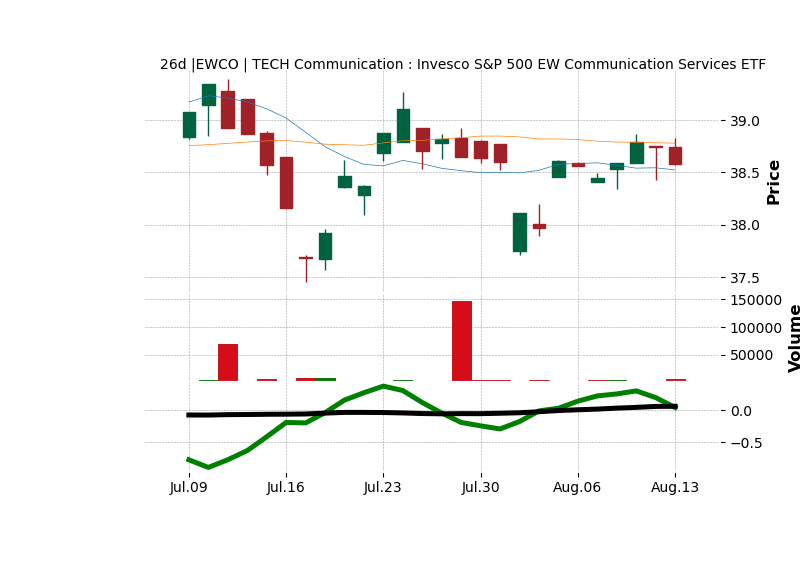 26d |EWCO | TECH Communication : Invesco S&P 500 EW Communication Services ETF
39.0
38.5
38.0
37.5
Price
150000
100000
50000
Volume
0.0
−0.5
Jul.09 Jul.16 Jul.23 Jul.30 Aug.06 Aug.13